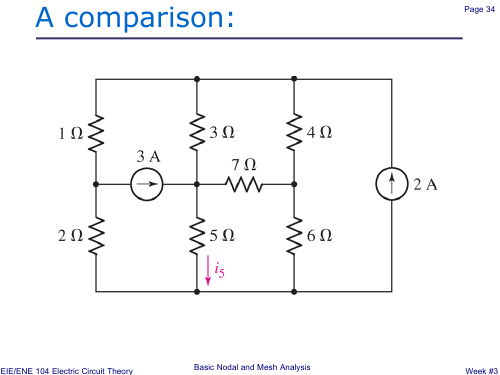 A comparison:
Page 34
1 Ω
3 Ω
4 Ω
3 A
7 Ω
2 A
2 Ω
5 Ω
6 Ω
i5
EIE/ENE 104 Electric Circuit Theory
Basic Nodal and Mesh Analysis
Week #3